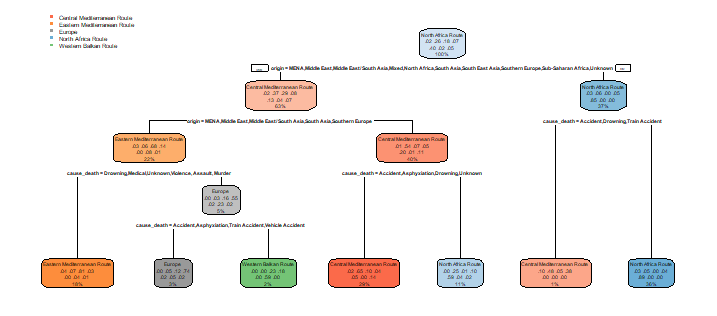 Central Mediterranean Route
Eastern Mediterranean Route
Europe
North Africa Route
Western Balkan Route
North Africa Route
.02 .26 .16 .07
.10 .02 .05
100%
origin = MENA,Middle East,Middle East/South Asia,Mixed,North Africa,South Asia,South East Asia,Southern Europe,Sub-Saharan Africa,Unknown
Central Mediterranean Route
.02 .37 .29 .08
.13 .04 .07
63%
North Africa Route
.03 .06 .00 .05
.85 .00 .00
37%
origin = MENA,Middle East,Middle East/South Asia,South Asia,Southern Europe
cause_death = Accident,Drowning,Train Accident
Eastern Mediterranean Route
.03 .06 .68 .14
.00 .08 .01
22%
Central Mediterranean Route
.01 .54 .07 .05
.20 .01 .11
40%
cause_death = Drowning,Medical,Unknown,Violence, Assault, Murder
cause_death = Accident,Asphyxiation,Drowning,Unknown
Europe
.00 .03 .16 .55
.02 .23 .02
5%
cause_death = Accident,Asphyxiation,Train Accident,Vehicle Accident
Eastern Mediterranean Route
.04 .07 .81 .03
.00 .04 .01
18%
Europe
.00 .05 .12 .74
.02 .05 .02
3%
Western Balkan Route
.00 .00 .23 .18
.00 .59 .00
2%
Central Mediterranean Route
.02 .65 .10 .04
.05 .00 .14
29%
North Africa Route
.00 .25 .01 .10
.59 .04 .02
11%
Central Mediterranean Route
.10 .48 .05 .38
.00 .00 .00
1%
North Africa Route
.03 .05 .00 .04
.89 .00 .00
36%